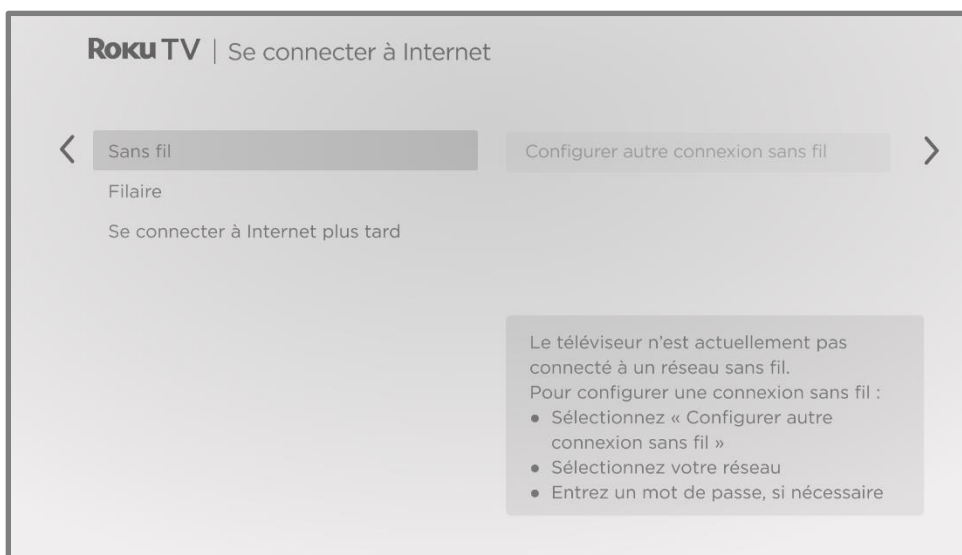 Roku TV | Se connecter à Internet
Sans fil
Configurer autre connexion sans fil
Filaire
Se connecter à Internet plus tard
Le téléviseur n’est actuellement pas
connecté à un réseau sans fil.
Pour configurer une connexion sans fil :
• Sélectionnez « Configurer autre
connexion sans fil »
• Sélectionnez votre réseau
• Entrez un mot de passe, si nécessaire